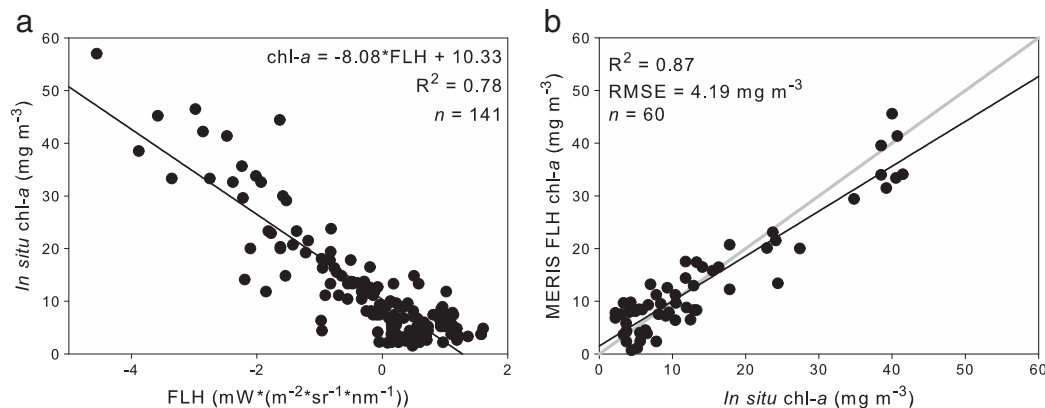 a
chl-a = -8.08*FLH + 10.33
R² = 0.78
n = 141
In situ chl-a (mg m⁻³)
60
50
40
30
20
10
0
-4
-2
0
2
FLH (mW*(m⁻²*sr⁻¹*nm⁻¹))
b
R² = 0.87
RMSE = 4.19 mg m⁻³
n = 60
MERIS FLH chl-a (mg m⁻³)
60
50
40
30
20
10
0
0
10
20
30
40
50
60
In situ chl-a (mg m⁻³)